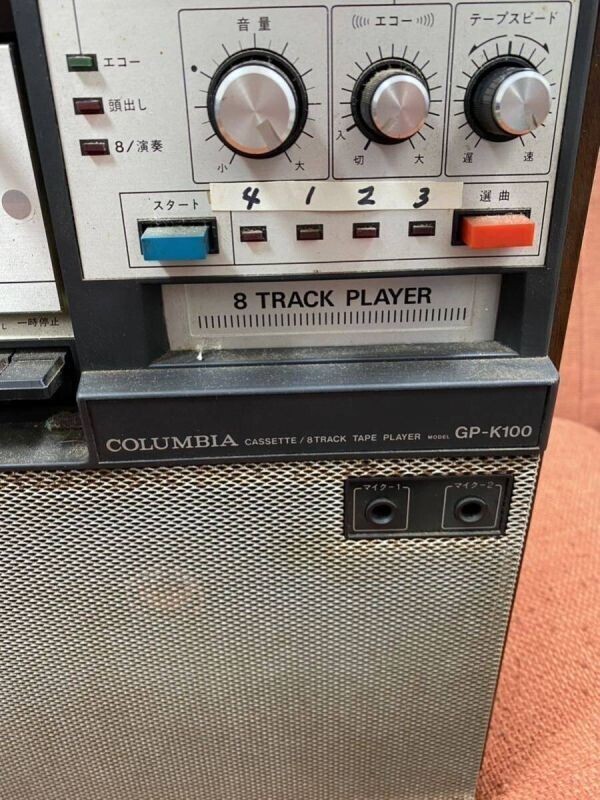 音量
エコー
テープスピード
エコー
頭出し
8/演奏
小
大
入
切
大
遅
速
スタート
4 1 2 3
選曲
8 TRACK PLAYER
一時停止
COLUMBIA CASSETTE / 8 TRACK TAPE PLAYER MODEL GP-K100
マイク-1
マイク-2